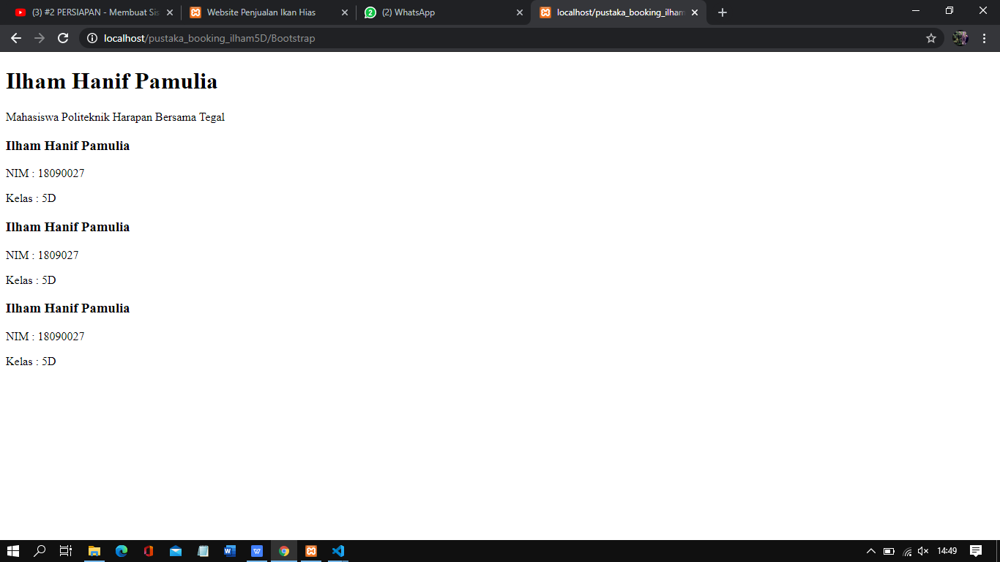 (3) #2 PERSIAPAN - Membuat Sis
Website Penjualan Ikan Hias
2
(2) WhatsApp
localhost/pustaka_booking_ilham
localhost/pustaka_booking_ilham5D/Bootstrap
Ilham Hanif Pamulia
Mahasiswa Politeknik Harapan Bersama Tegal
Ilham Hanif Pamulia
NIM : 18090027
Kelas : 5D
Ilham Hanif Pamulia
NIM : 1809027
Kelas : 5D
Ilham Hanif Pamulia
NIM : 18090027
Kelas : 5D
14:49